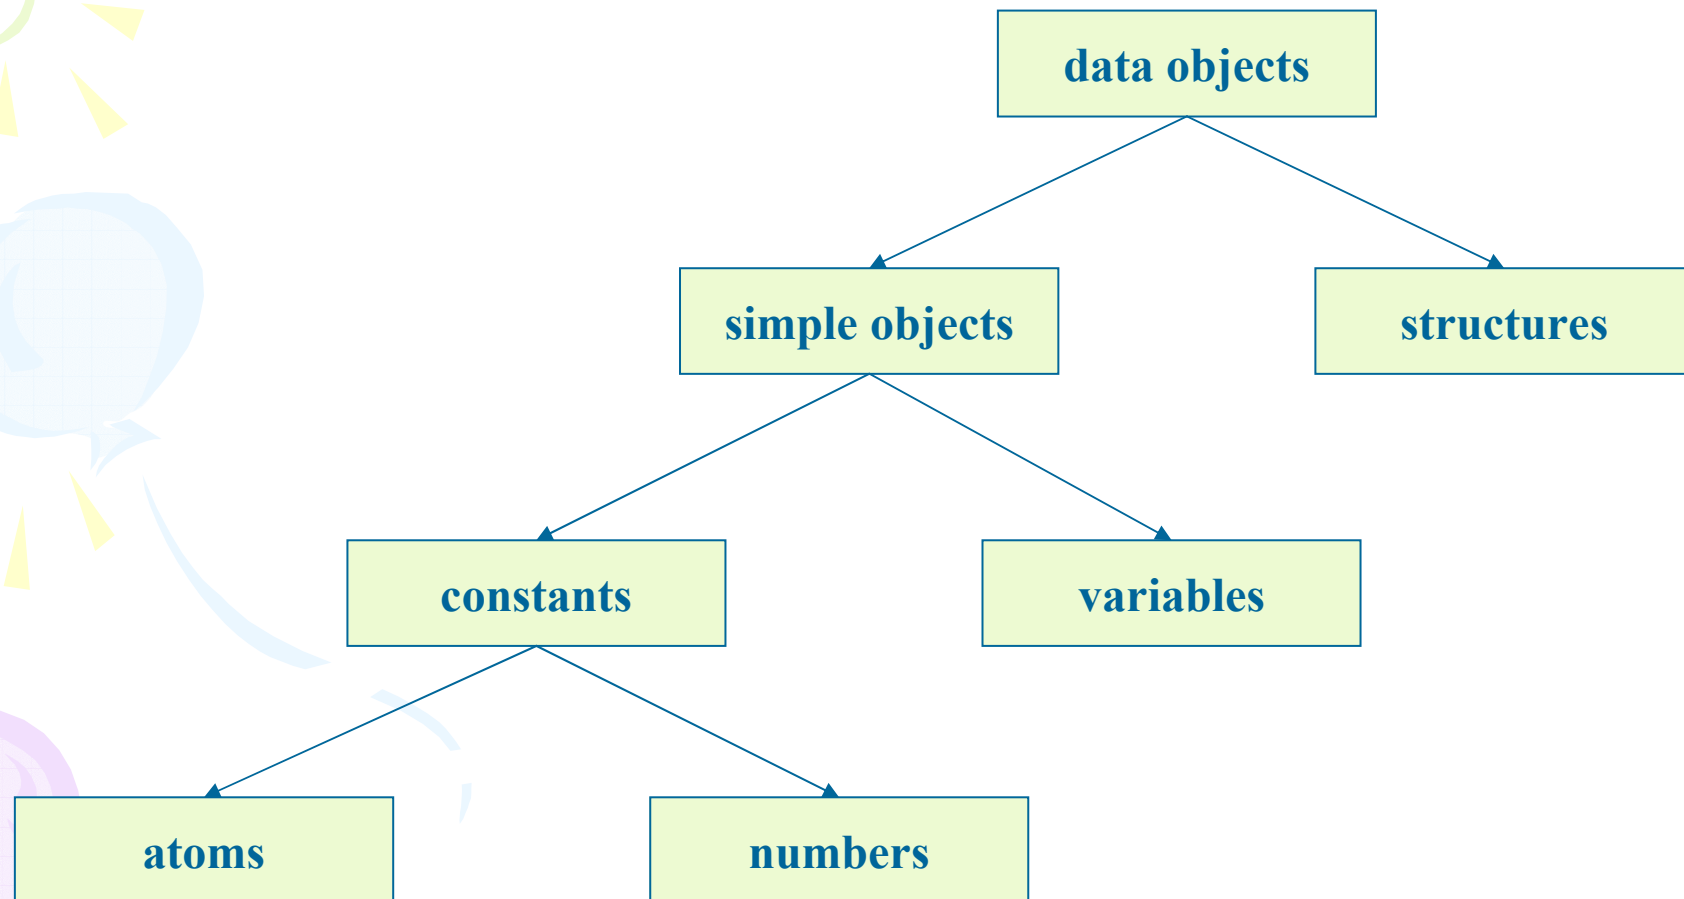 data objects
simple objects
structures
constants
variables
atoms
numbers